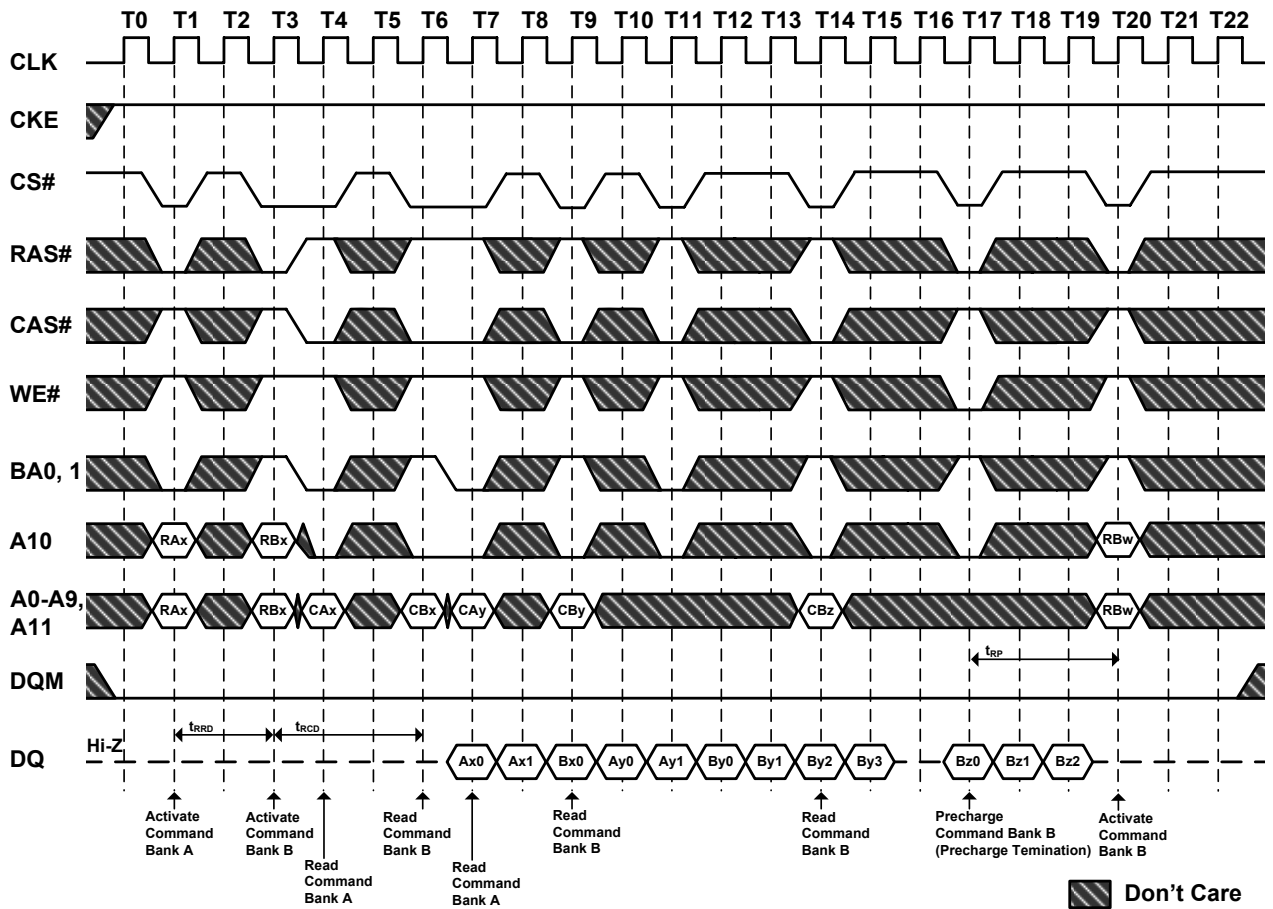 T0 T1 T2 T3 T4 T5 T6 T7 T8 T9 T10 T11 T12 T13 T14 T15 T16 T17 T18 T19 T20 T21 T22
CLK
CKE
CS#
RAS#
CAS#
WE#
BA0, 1
A10
RAx RBx RBw
A0-A9,
A11
RAx RBx CAx CBx CAy CBy CBz RBw
tRP
DQM
tRRD tRCD
Hi-Z
DQ
Ax0 Ax1 Bx0 Ay0 Ay1 By0 By1 By2 By3 Bz0 Bz1 Bz2
Activate
Command
Bank A
Activate
Command
Bank B
Read
Command
Bank A
Read
Command
Bank B
Read
Command
Bank A
Read
Command
Bank B
Read
Command
Bank B
Precharge
Command Bank B
(Precharge Temination)
Activate
Command
Bank B
Don't Care